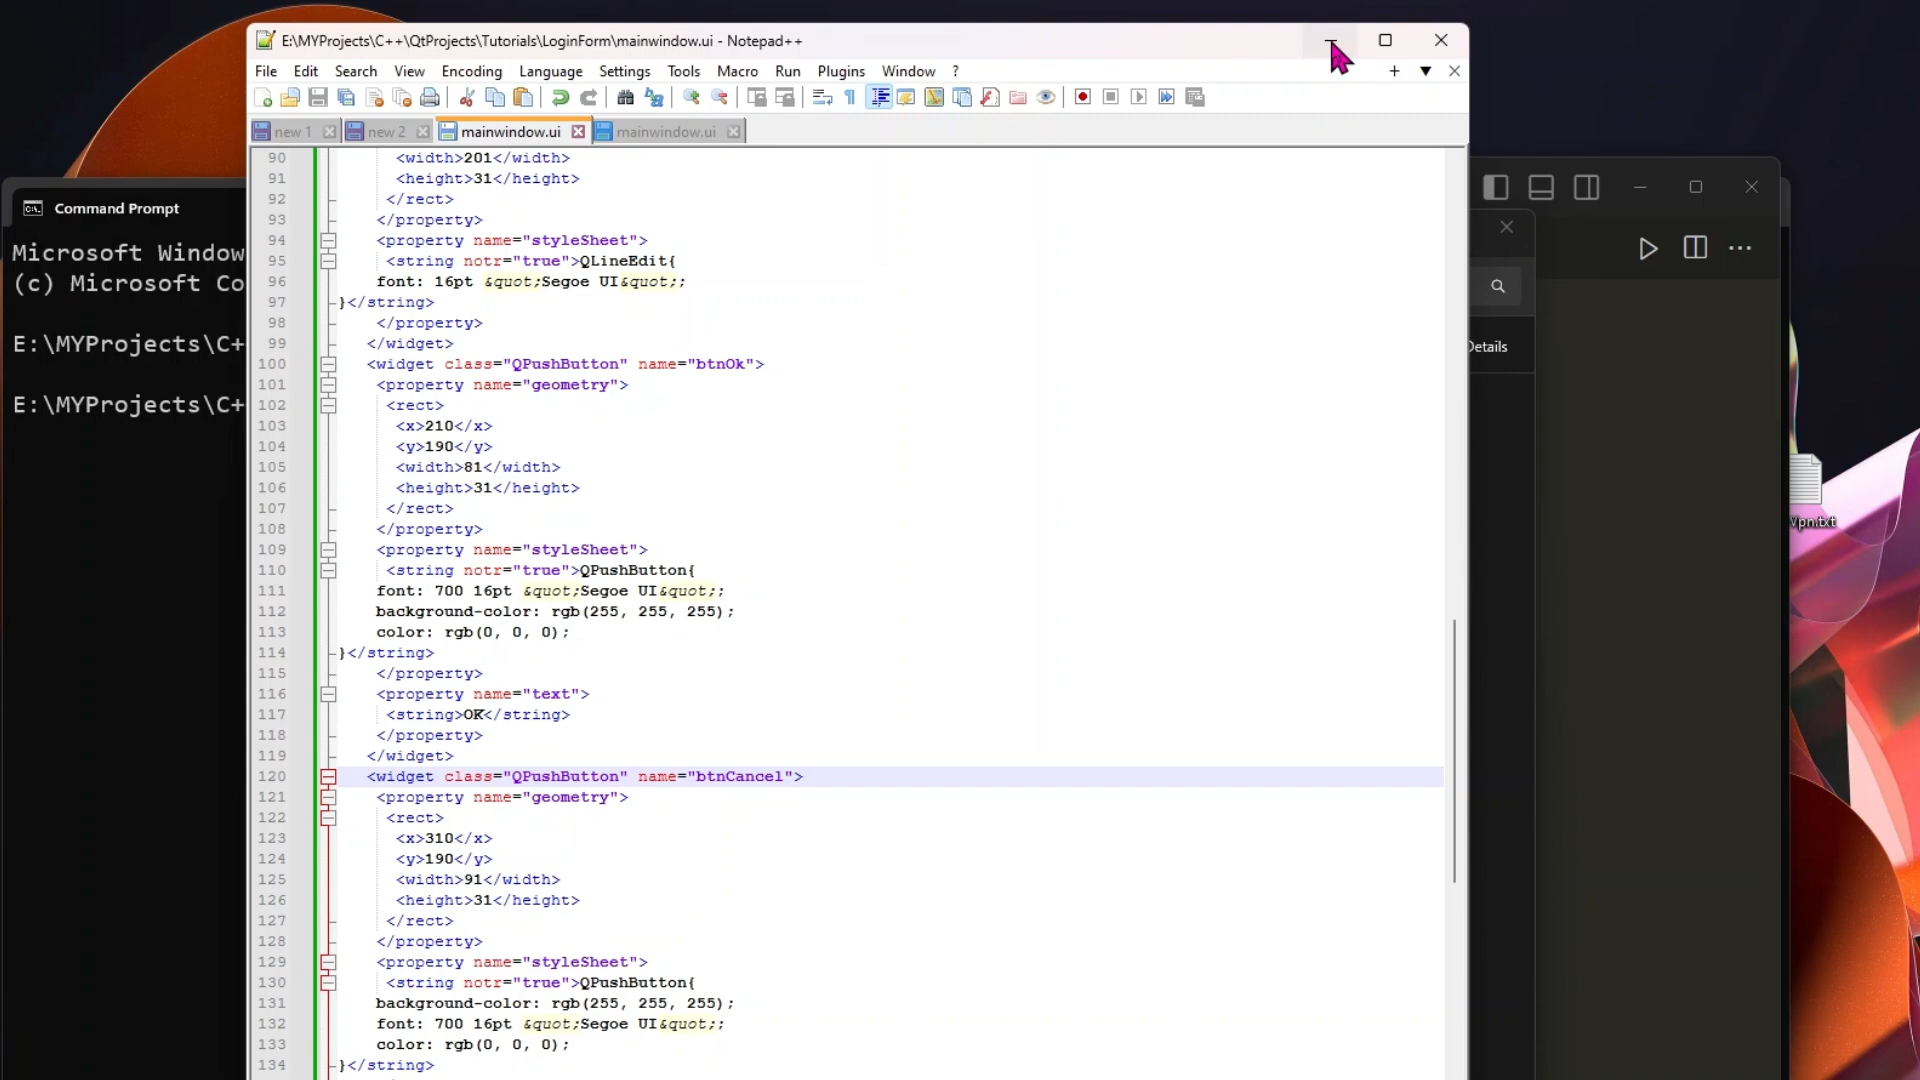 E:\MYProjects\C++\QtProjects\Tutorials\LoginForm\mainwindow.ui - Notepad++
File Edit Search View Encoding Language Settings Tools Macro Run Plugins Window ?
new 1 new 2 mainwindow.ui mainwindow.ui
90 <width>201</width>
91 <height>31</height>
92 </rect>
93 </property>
94 <property name="styleSheet">
95 <string notr="true">QLineEdit{
96 font: 16pt &quot;Segoe UI&quot;;
97 }</string>
98 </property>
99 </widget>
100 <widget class="QPushButton" name="btnOk">
101 <property name="geometry">
102 <rect>
103 <x>210</x>
104 <y>190</y>
105 <width>81</width>
106 <height>31</height>
107 </rect>
108 </property>
109 <property name="styleSheet">
110 <string notr="true">QPushButton{
111 font: 700 16pt &quot;Segoe UI&quot;;
112 background-color: rgb(255, 255, 255);
113 color: rgb(0, 0, 0);
114 }</string>
115 </property>
116 <property name="text">
117 <string>OK</string>
118 </property>
119 </widget>
120 <widget class="QPushButton" name="btnCancel">
121 <property name="geometry">
122 <rect>
123 <x>310</x>
124 <y>190</y>
125 <width>91</width>
126 <height>31</height>
127 </rect>
128 </property>
129 <property name="styleSheet">
130 <string notr="true">QPushButton{
131 background-color: rgb(255, 255, 255);
132 font: 700 16pt &quot;Segoe UI&quot;;
133 color: rgb(0, 0, 0);
134 }</string>
Command Prompt
Microsoft Window
(c) Microsoft Co
E:\MYProjects\C+
E:\MYProjects\C+
Details
Vpn.txt